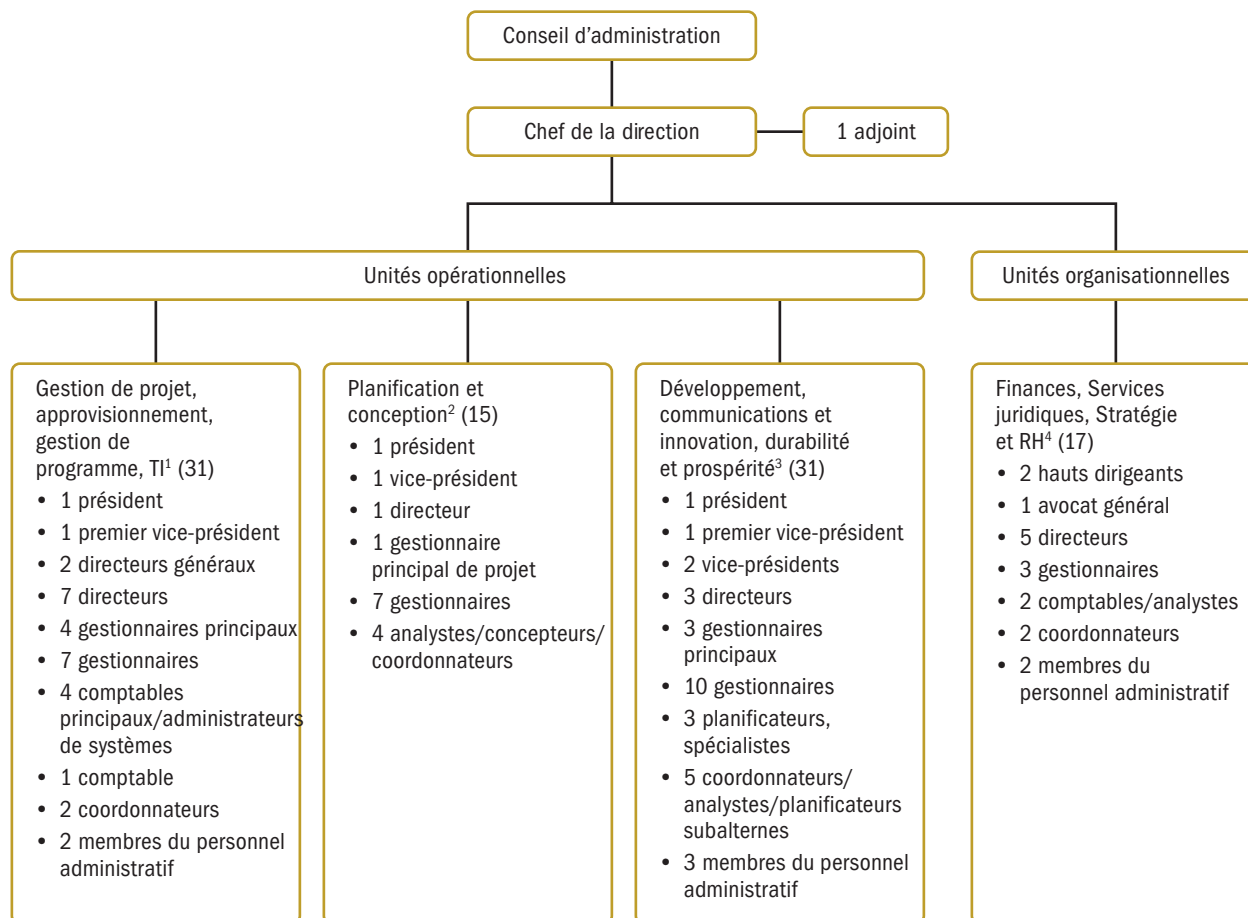 Conseil d'administration
Chef de la direction
1 adjoint
Unités opérationnelles
Unités organisationnelles
Gestion de projet,
approvisionnement,
gestion de
programme, TI¹ (31)
• 1 président
• 1 premier vice-président
• 2 directeurs généraux
• 7 directeurs
• 4 gestionnaires principaux
• 7 gestionnaires
• 4 comptables
principaux/administrateurs
de systèmes
• 1 comptable
• 2 coordonnateurs
• 2 membres du personnel
administratif
Planification et
conception² (15)
• 1 président
• 1 vice-président
• 1 directeur
• 1 gestionnaire
principal de projet
• 7 gestionnaires
• 4 analystes/concepteurs/
coordonnateurs
Développement,
communications et
innovation, durabilité
et prospérité³ (31)
• 1 président
• 1 premier vice-président
• 2 vice-présidents
• 3 directeurs
• 3 gestionnaires
principaux
• 10 gestionnaires
• 3 planificateurs,
spécialistes
• 5 coordonnateurs/
analystes/planificateurs
subalternes
• 3 membres du personnel
administratif
Finances, Services
juridiques, Stratégie
et RH⁴ (17)
• 2 hauts dirigeants
• 1 avocat général
• 5 directeurs
• 3 gestionnaires
• 2 comptables/analystes
• 2 coordonnateurs
• 2 membres du
personnel administratif